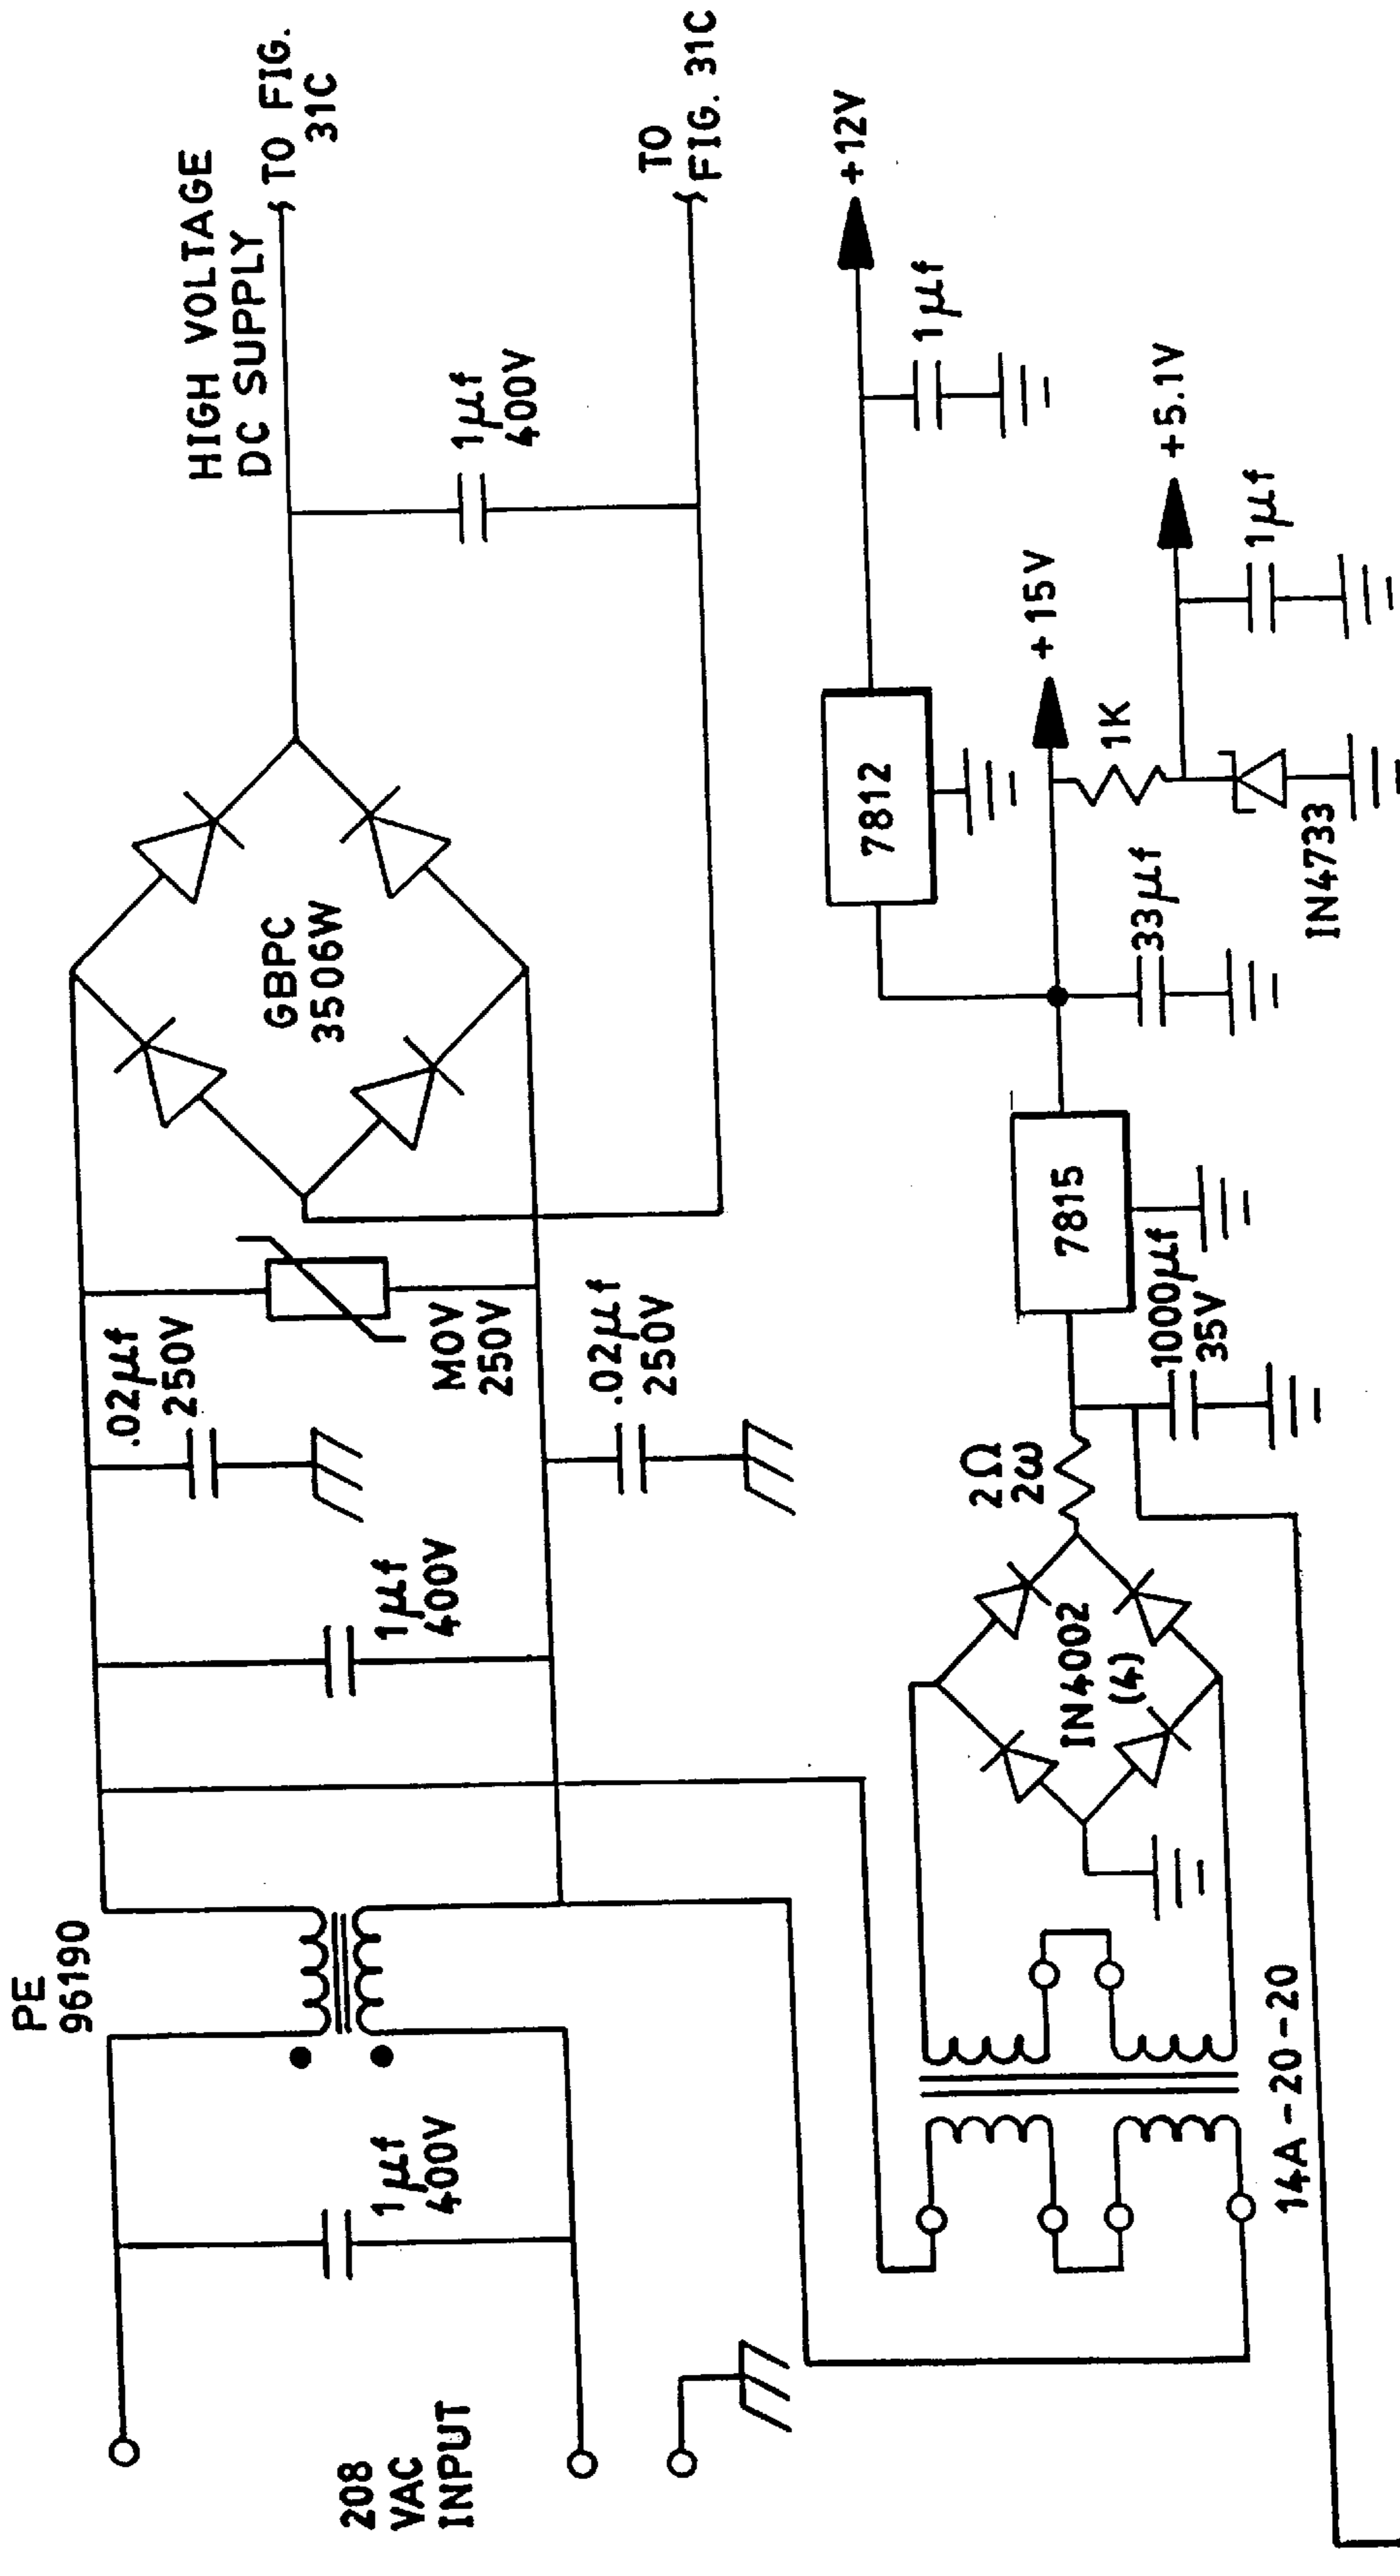 PE
96190
HIGH VOLTAGE
DC SUPPLY
TO FIG.
31C
.02µf
250V
GBPC
3506W
1µf
400V
1µf
400V
1µf
400V
MOV
250V
208
VAC
INPUT
.02µf
250V
TO
FIG. 31C
+12V
1µf
7812
2Ω
2ω
+15V
7815
1K
33µf
1000µf
35V
IN4002
(4)
+5.1V
1µf
IN4733
14A-20-20